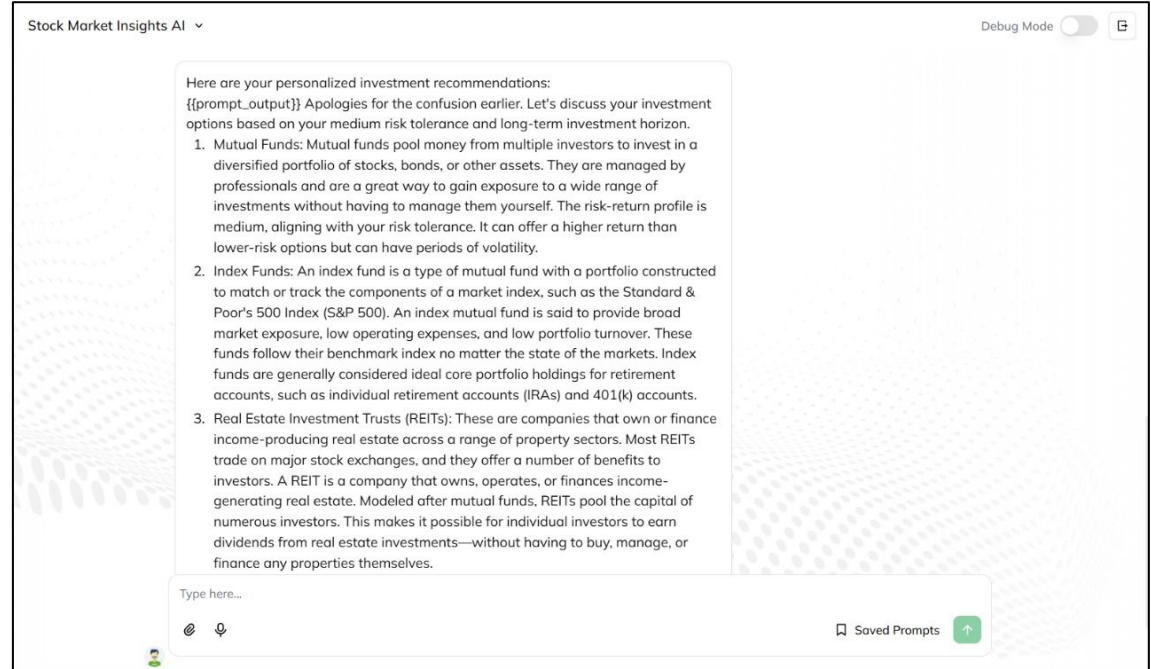 Stock Market Insights AI
Debug Mode
Here are your personalized investment recommendations:
{{prompt_output}} Apologies for the confusion earlier. Let's discuss your investment
options based on your medium risk tolerance and long-term investment horizon.
1. Mutual Funds: Mutual funds pool money from multiple investors to invest in a
diversified portfolio of stocks, bonds, or other assets. They are managed by
professionals and are a great way to gain exposure to a wide range of
investments without having to manage them yourself. The risk-return profile is
medium, aligning with your risk tolerance. It can offer a higher return than
lower-risk options but can have periods of volatility.
2. Index Funds: An index fund is a type of mutual fund with a portfolio constructed
to match or track the components of a market index, such as the Standard &
Poor's 500 Index (S&P 500). An index mutual fund is said to provide broad
market exposure, low operating expenses, and low portfolio turnover. These
funds follow their benchmark index no matter the state of the markets. Index
funds are generally considered ideal core portfolio holdings for retirement
accounts, such as individual retirement accounts (IRAs) and 401(k) accounts.
3. Real Estate Investment Trusts (REITs): These are companies that own or finance
income-producing real estate across a range of property sectors. Most REITs
trade on major stock exchanges, and they offer a number of benefits to
investors. A REIT is a company that owns, operates, or finances income-
generating real estate. Modeled after mutual funds, REITs pool the capital of
numerous investors. This makes it possible for individual investors to earn
dividends from real estate investments—without having to buy, manage, or
finance any properties themselves.
Type here...
Saved Prompts